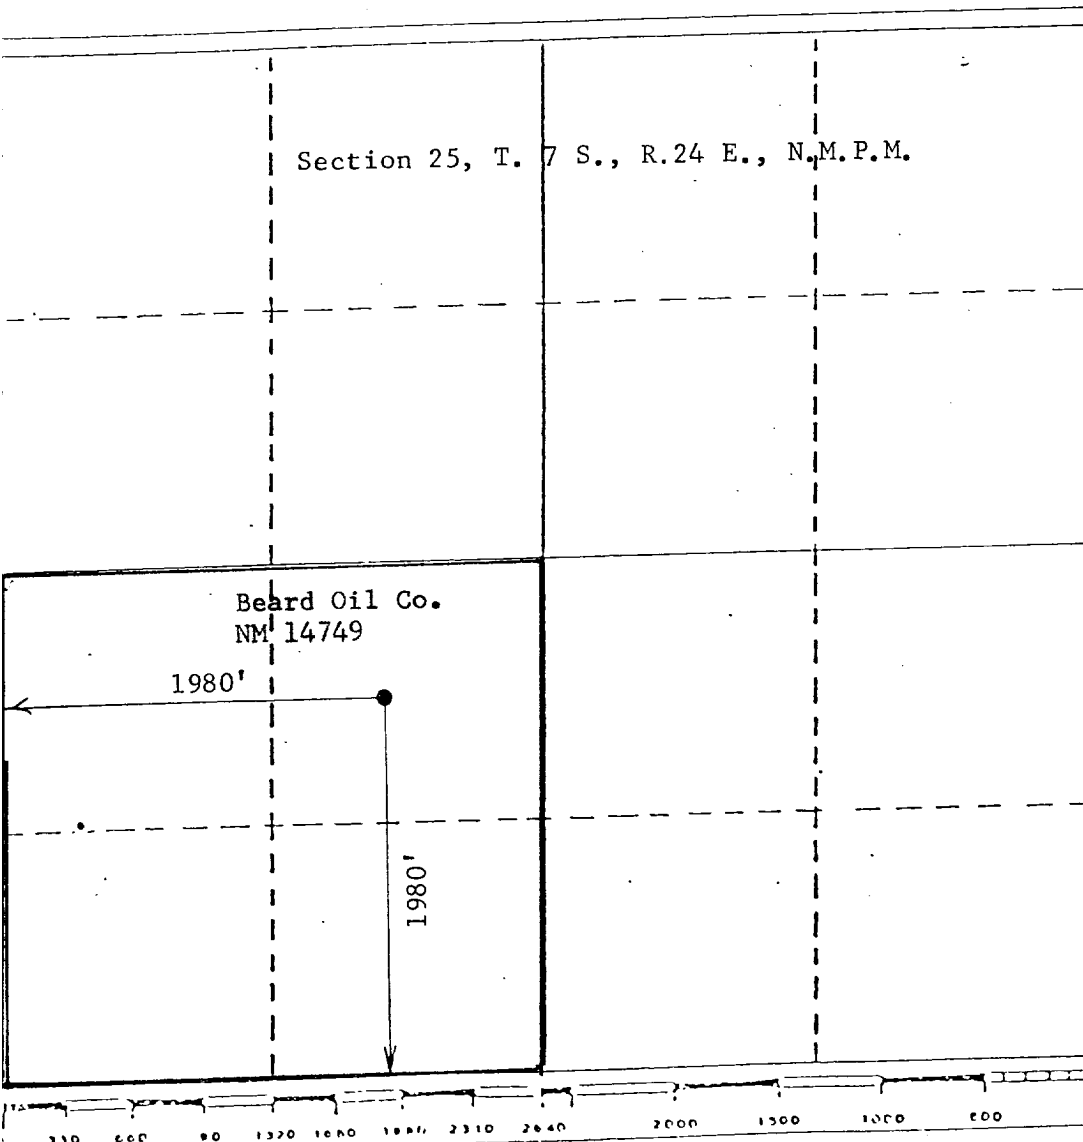 Section 25, T. 7 S., R.24 E., N.M.P.M.
Beard Oil Co.
NM 14749
1980'
1980'
1320 2310 2640 2000 1500 1000